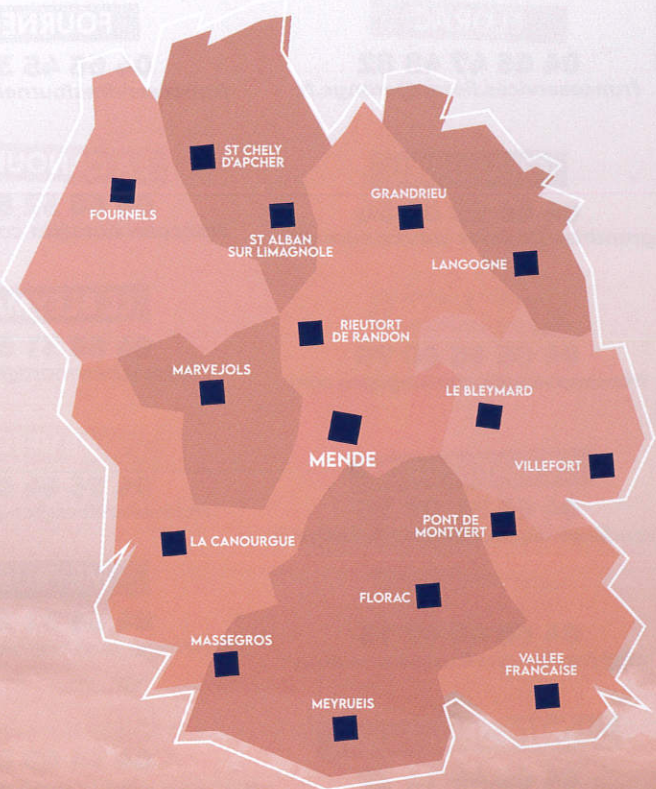 ST CHELY
D'APCHER
FOURNELS
GRANDRIEU
ST ALBAN
SUR LIMAGNOLE
LANGOGNE
RIEUTORT
DE RANDON
MARVEJOLS
LE BLEYMARD
MENDE
VILLEFORT
PONT DE
MONTVERT
LA CANOURGUE
FLORAC
MASSEGROS
VALLEE
FRANCAISE
MEYRUEIS